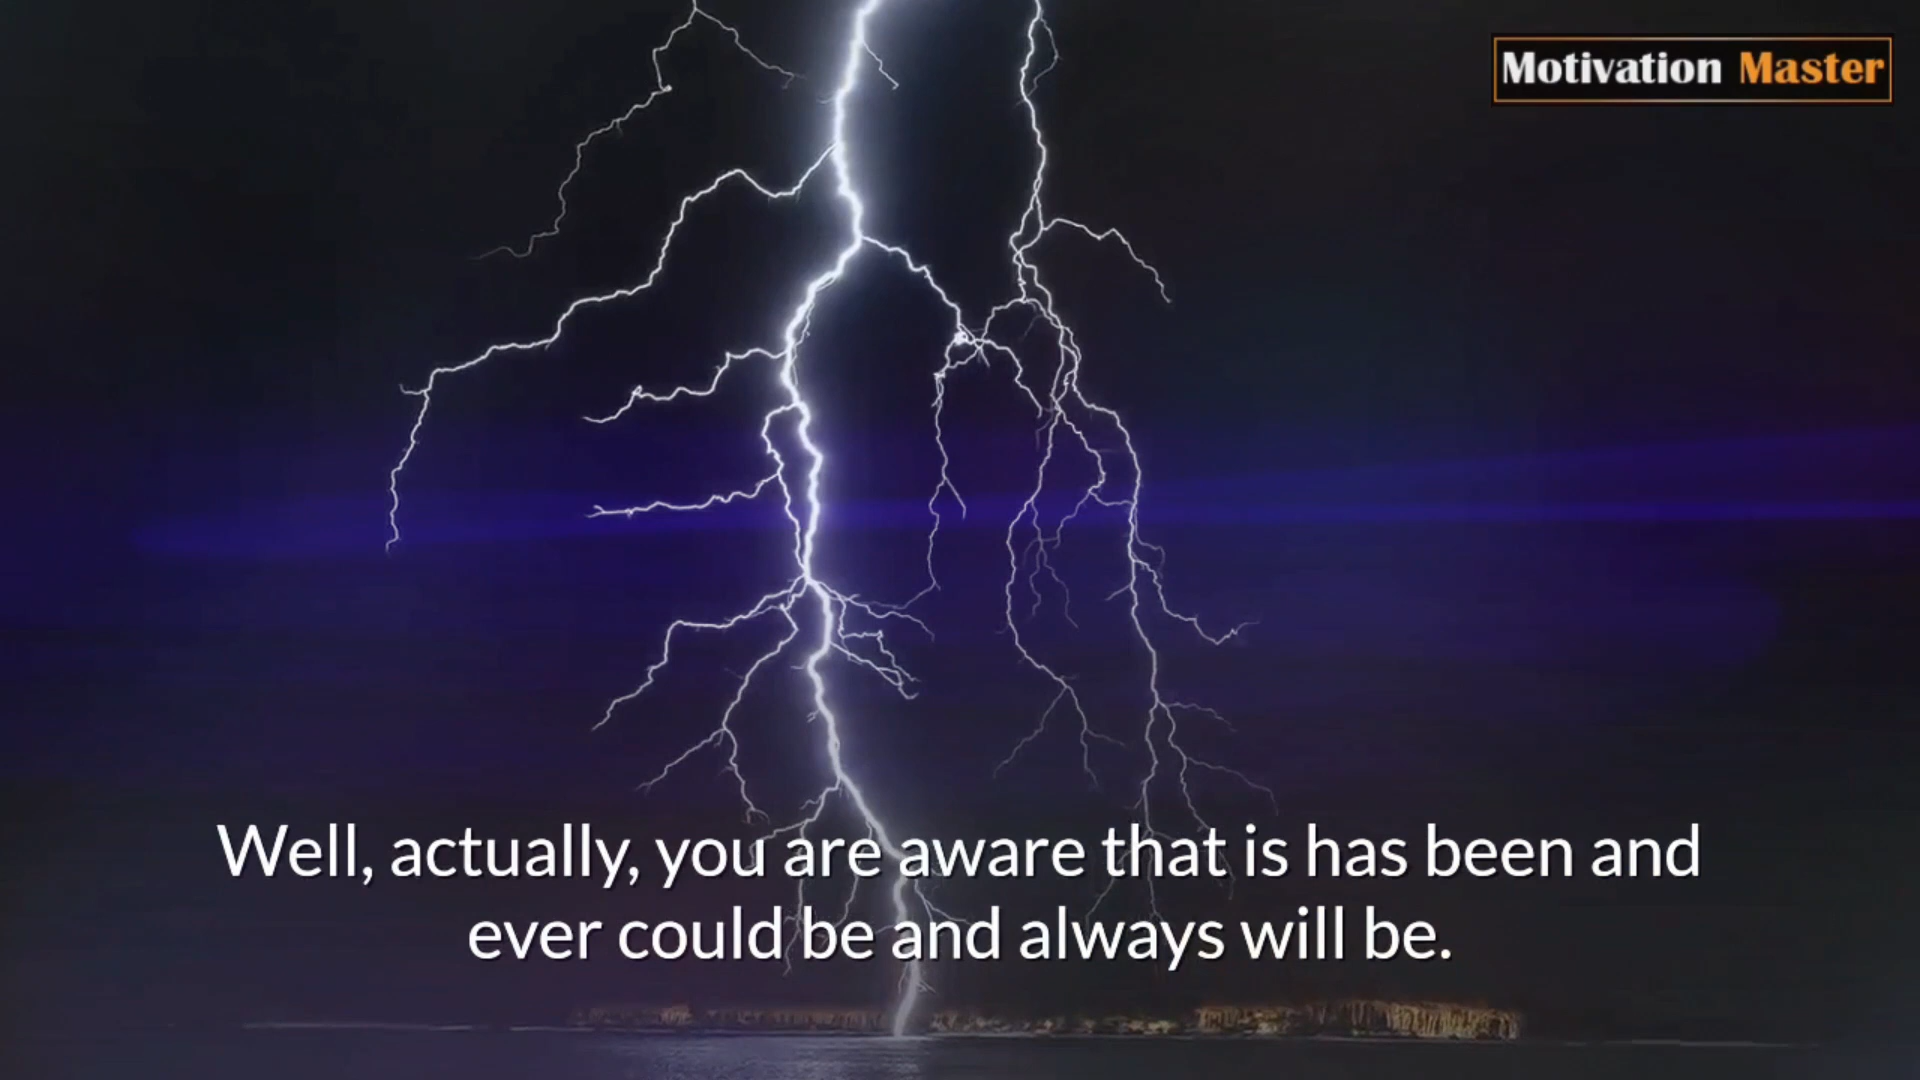 Motivation Master
Well, actually, you are aware that is has been and
ever could be and always will be.